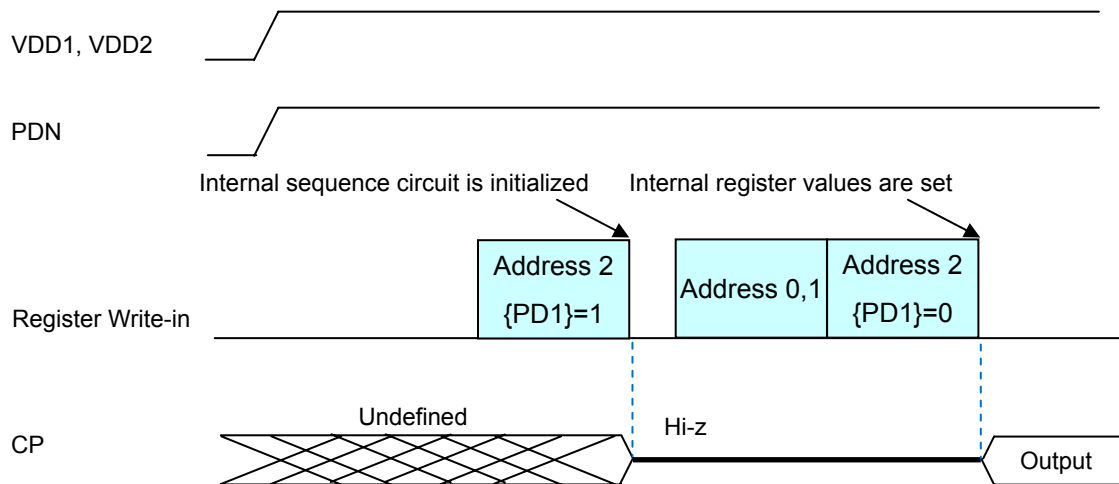 VDD1, VDD2
PDN
Internal sequence circuit is initialized
Internal register values are set
Address 2
{PD1}=1
Address 0,1
Address 2
{PD1}=0
Register Write-in
Undefined
Hi-z
CP
Output